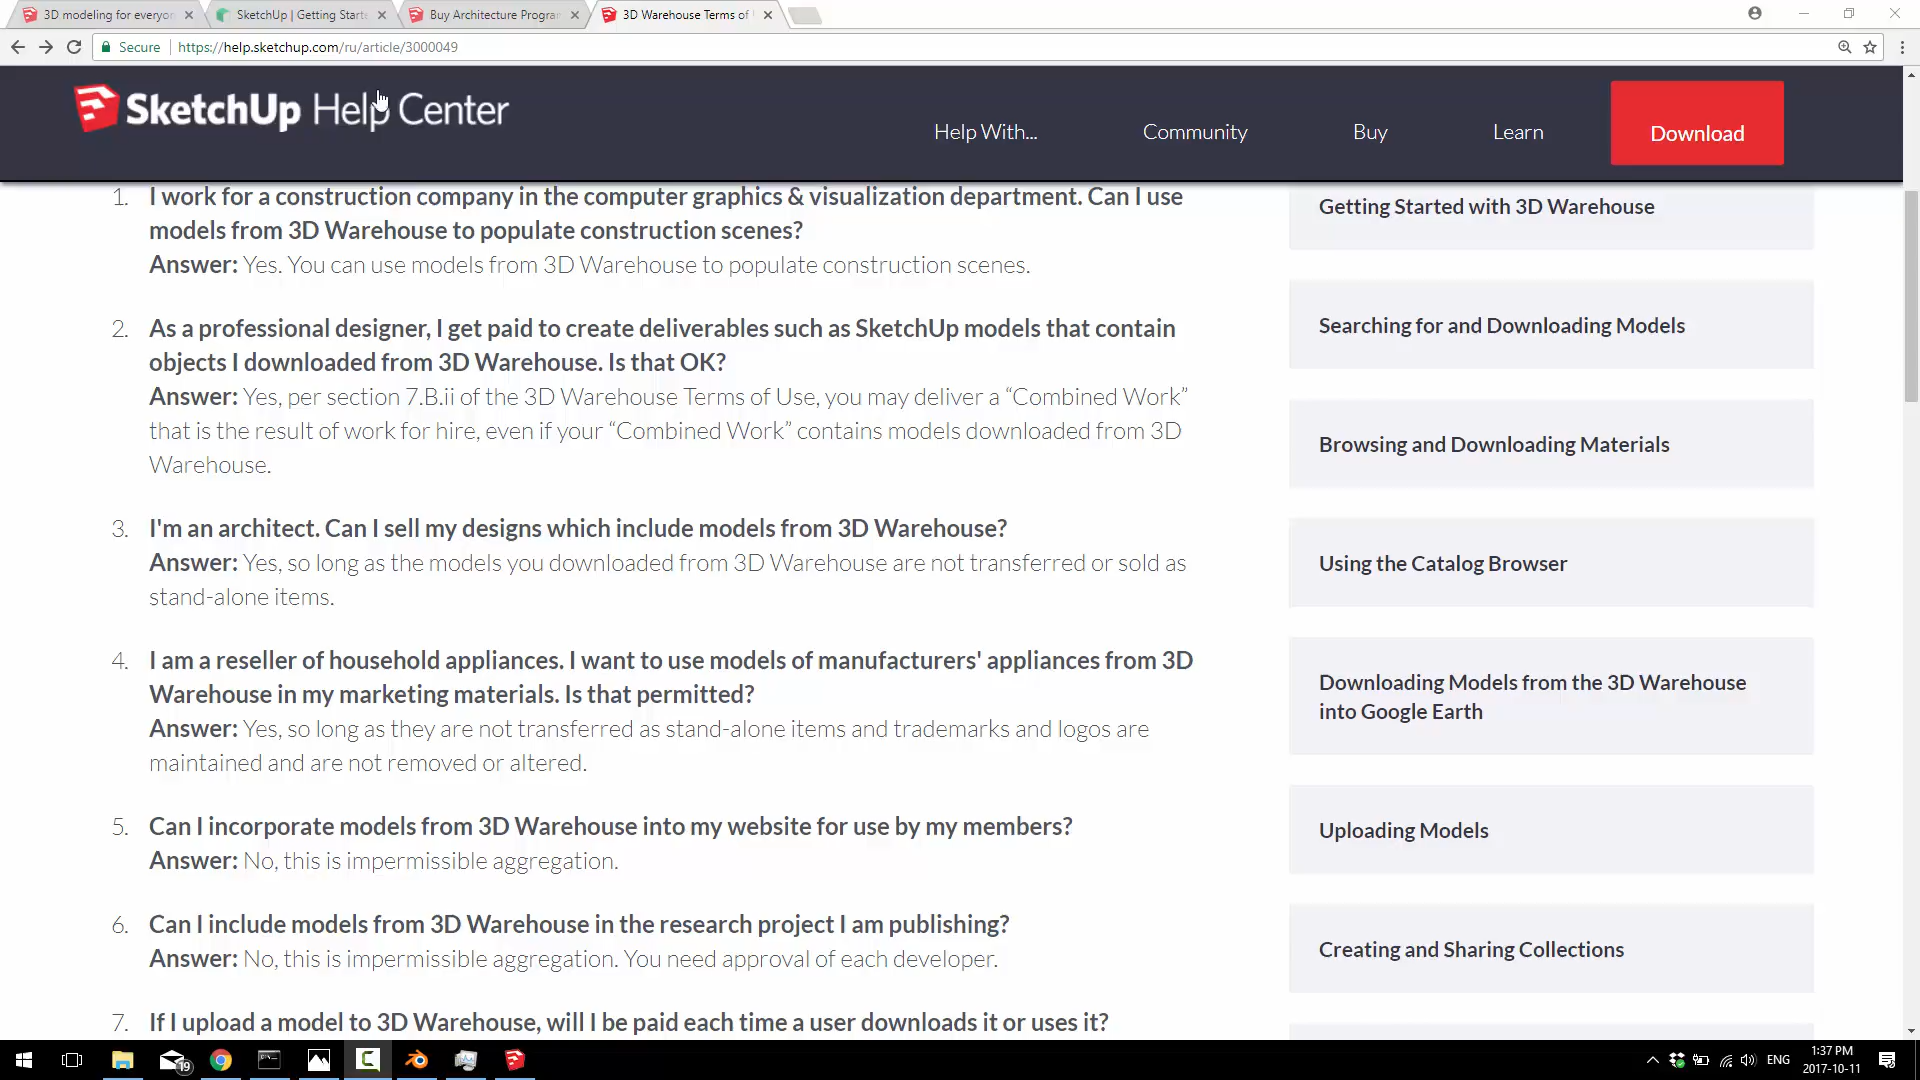 3D modeling for everyon
SketchUp | Getting Starte
Buy Architecture Program
3D Warehouse Terms of
Secure
https://help.sketchup.com/ru/article/3000049
SketchUp Help Center
Help With...
Community
Buy
Learn
Download
1. I work for a construction company in the computer graphics & visualization department. Can I use
models from 3D Warehouse to populate construction scenes?
Answer: Yes. You can use models from 3D Warehouse to populate construction scenes.
2. As a professional designer, I get paid to create deliverables such as SketchUp models that contain
objects I downloaded from 3D Warehouse. Is that OK?
Answer: Yes, per section 7.B.ii of the 3D Warehouse Terms of Use, you may deliver a “Combined Work”
that is the result of work for hire, even if your “Combined Work” contains models downloaded from 3D
Warehouse.
3. I'm an architect. Can I sell my designs which include models from 3D Warehouse?
Answer: Yes, so long as the models you downloaded from 3D Warehouse are not transferred or sold as
stand-alone items.
4. I am a reseller of household appliances. I want to use models of manufacturers' appliances from 3D
Warehouse in my marketing materials. Is that permitted?
Answer: Yes, so long as they are not transferred as stand-alone items and trademarks and logos are
maintained and are not removed or altered.
5. Can I incorporate models from 3D Warehouse into my website for use by my members?
Answer: No, this is impermissible aggregation.
6. Can I include models from 3D Warehouse in the research project I am publishing?
Answer: No, this is impermissible aggregation. You need approval of each developer.
7. If I upload a model to 3D Warehouse, will I be paid each time a user downloads it or uses it?
Getting Started with 3D Warehouse
Searching for and Downloading Models
Browsing and Downloading Materials
Using the Catalog Browser
Downloading Models from the 3D Warehouse
into Google Earth
Uploading Models
Creating and Sharing Collections
19
ENG
1:37 PM
2017-10-11